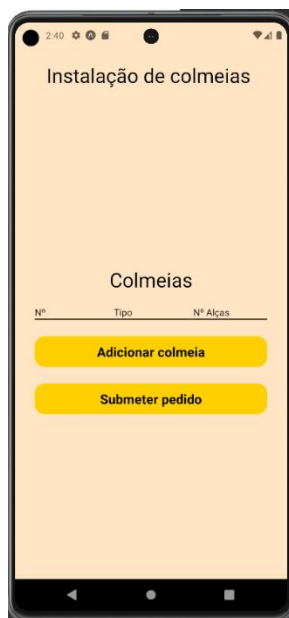 2:40
Instalação de colmeias
Colmeias
Nº Tipo Nº Alças
Adicionar colmeia
Submeter pedido